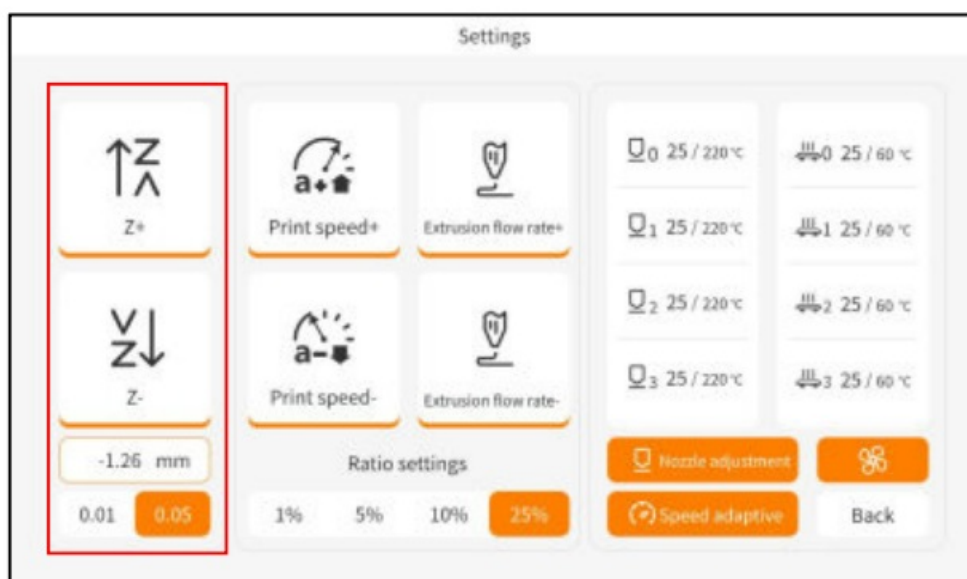 Settings
Z+
Z-
-1.26 mm
0.01 0.05
Print speed+ Extrusion flow rate+
Print speed- Extrusion flow rate-
Ratio settings
1% 5% 10% 25%
0 25 / 220 ℃ 0 25 / 60 ℃
1 25 / 220 ℃ 1 25 / 60 ℃
2 25 / 220 ℃ 2 25 / 60 ℃
3 25 / 220 ℃ 3 25 / 60 ℃
Nozzle adjustment
Speed adaptive Back